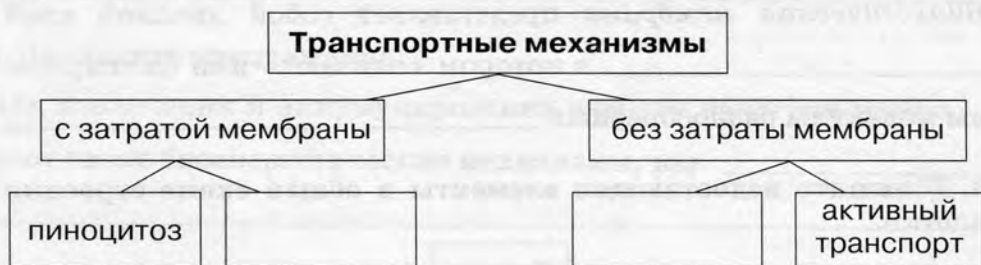 Транспортные механизмы
с затратой мембраны
без затраты мембраны
пиноцитоз
активный
транспорт